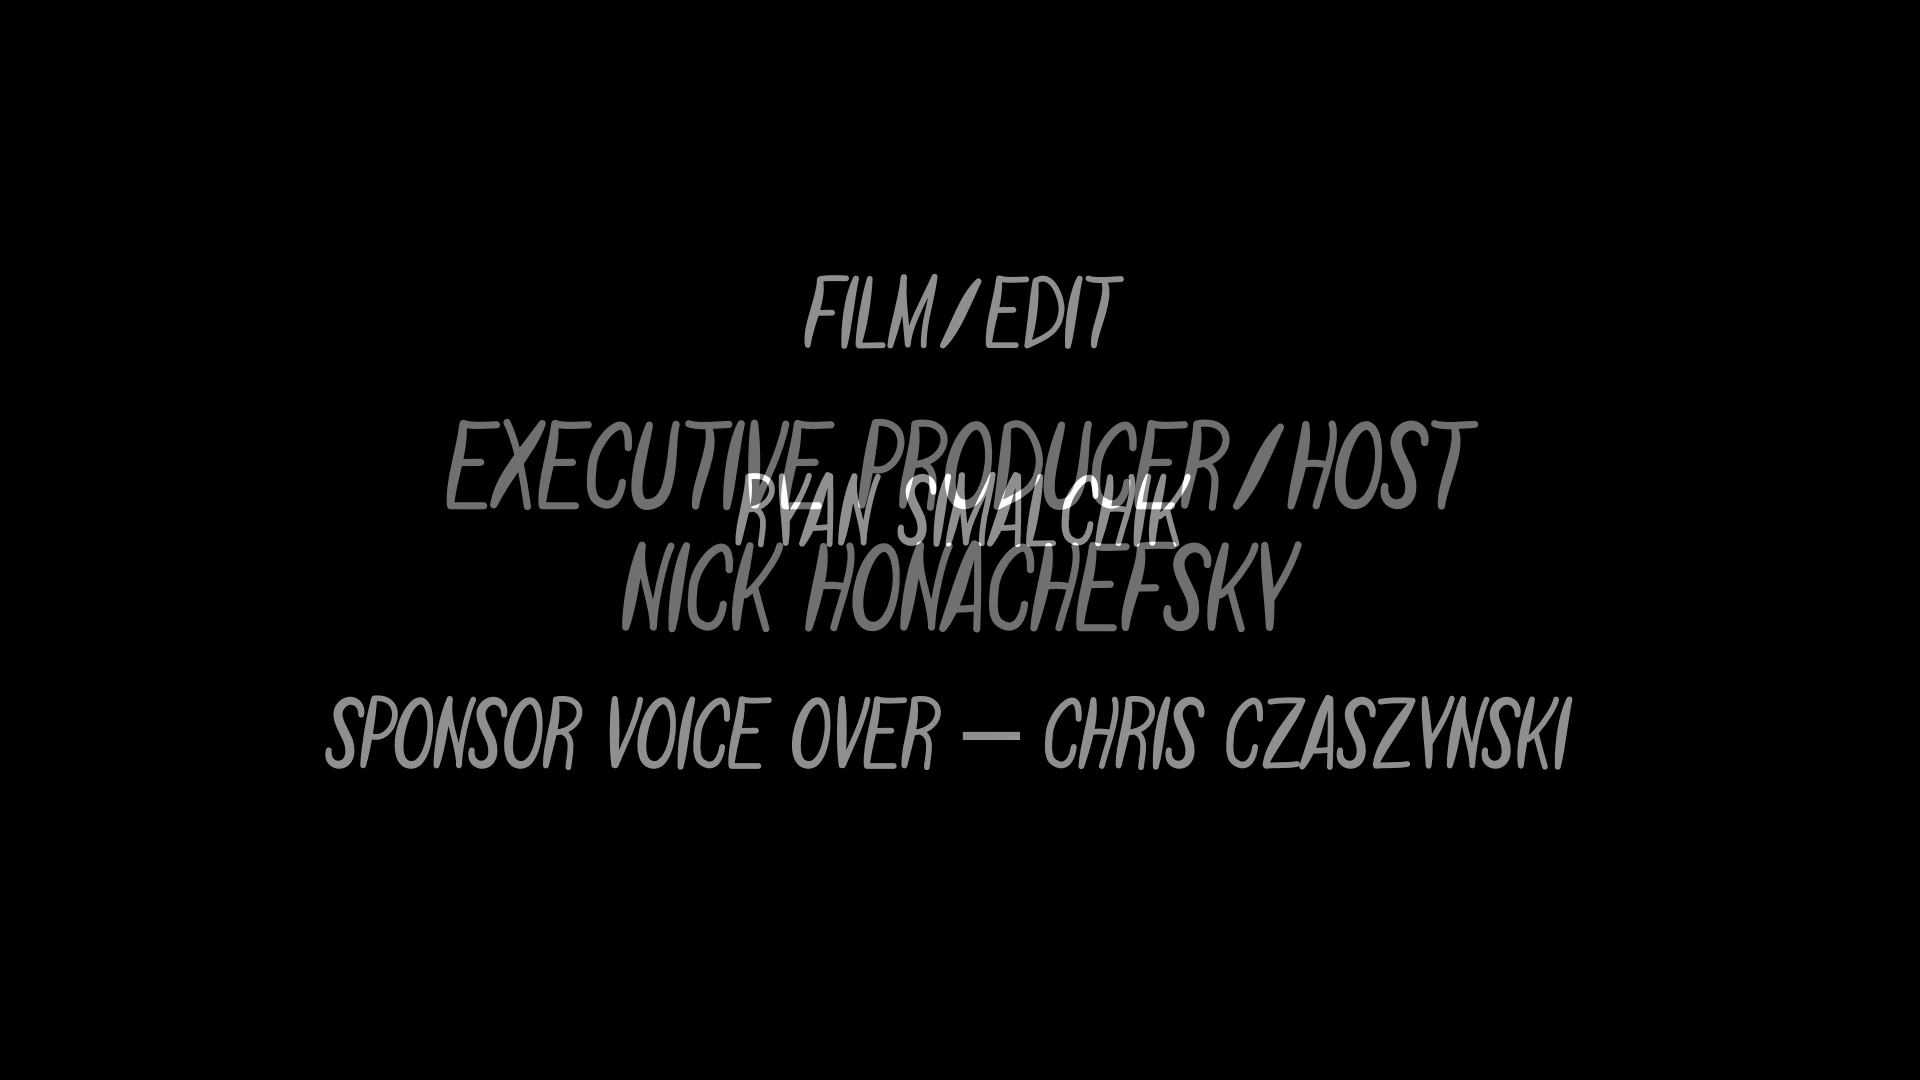 FILM/EDIT
EXECUTIVE PRODUCER/HOST
RYAN SIMALCHIK
NICK HONACHEFSKY
SPONSOR VOICE OVER — CHRIS CZASZYNSKI